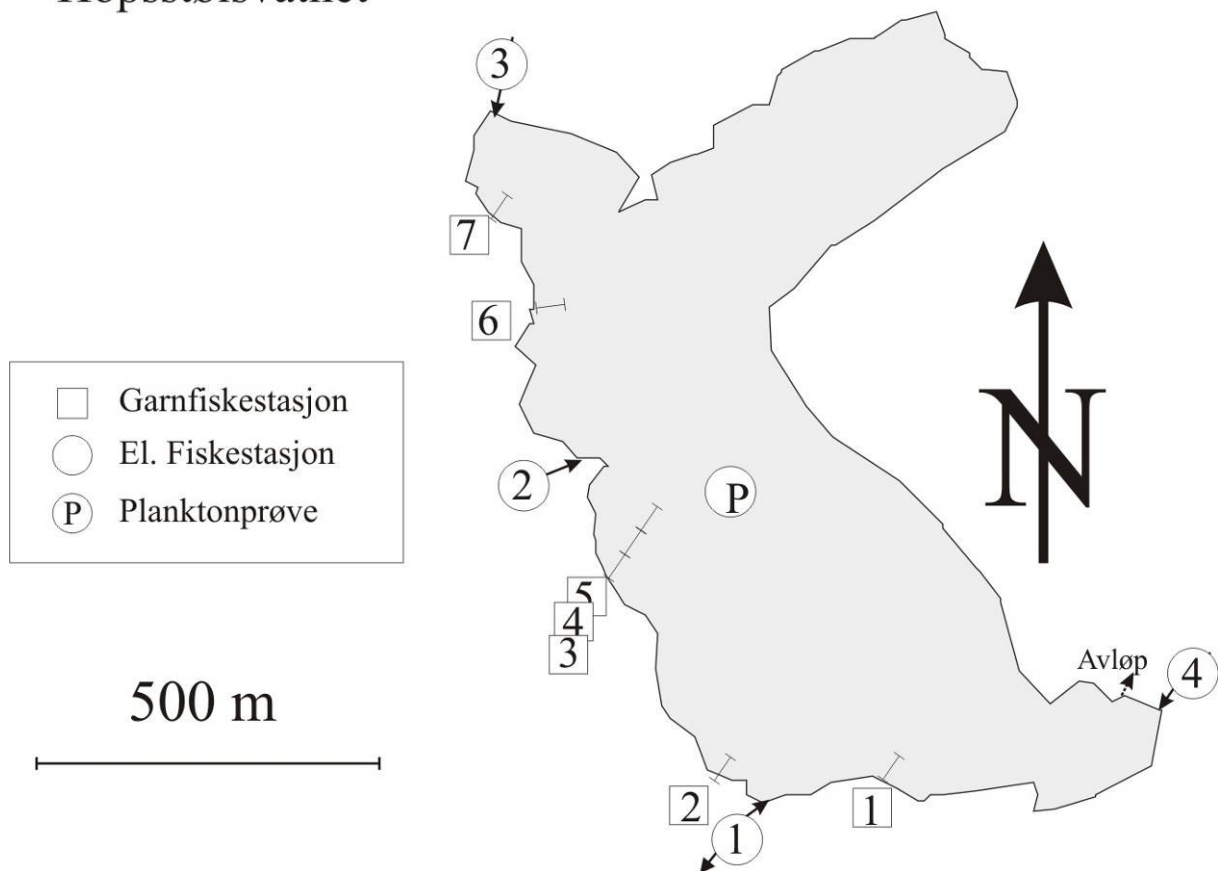 Hopsstølsvatnet
3
7
6
Garnfiskestasjon
El. Fiskestasjon
P Planktonprøve
2
P
N
5
4
3
500 m
Avløp
4
2
1
1